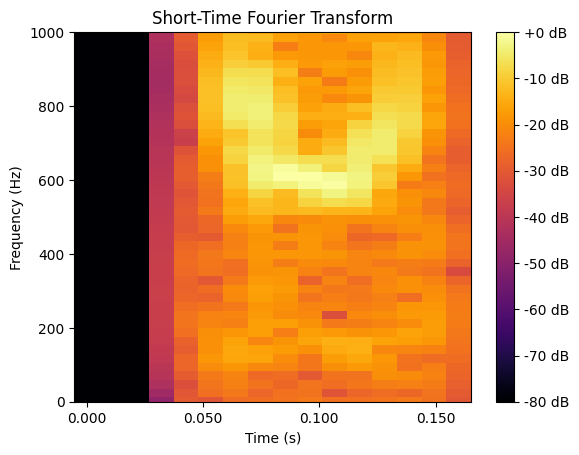 Short-Time Fourier Transform
Frequency (Hz)
1000
800
600
400
200
0
0.000
0.050
0.100
0.150
Time (s)
+0 dB
-10 dB
-20 dB
-30 dB
-40 dB
-50 dB
-60 dB
-70 dB
-80 dB